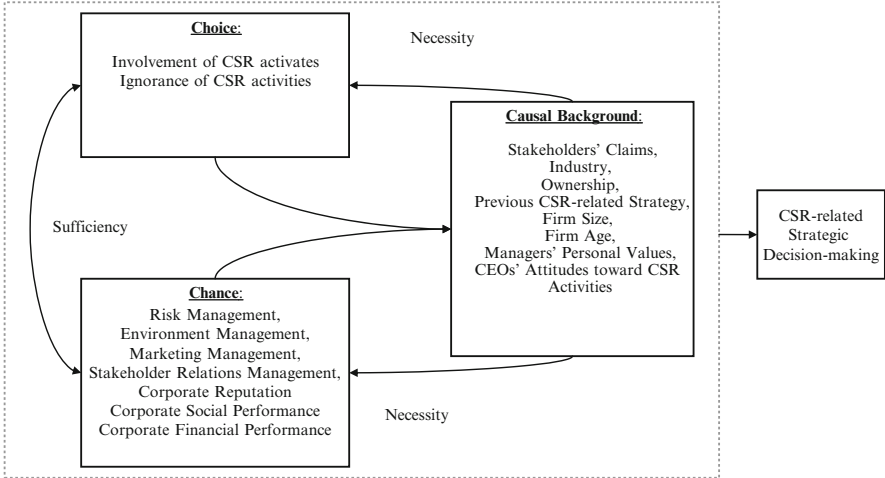 Choice:
Involvement of CSR activates
Ignorance of CSR activities
Necessity
Causal Background:
Stakeholders' Claims,
Industry,
Ownership,
Previous CSR-related Strategy,
Firm Size,
Firm Age,
Managers' Personal Values,
CEOs' Attitudes toward CSR
Activities
CSR-related
Strategic
Decision-making
Sufficiency
Chance:
Risk Management,
Environment Management,
Marketing Management,
Stakeholder Relations Management,
Corporate Reputation
Corporate Social Performance
Corporate Financial Performance
Necessity